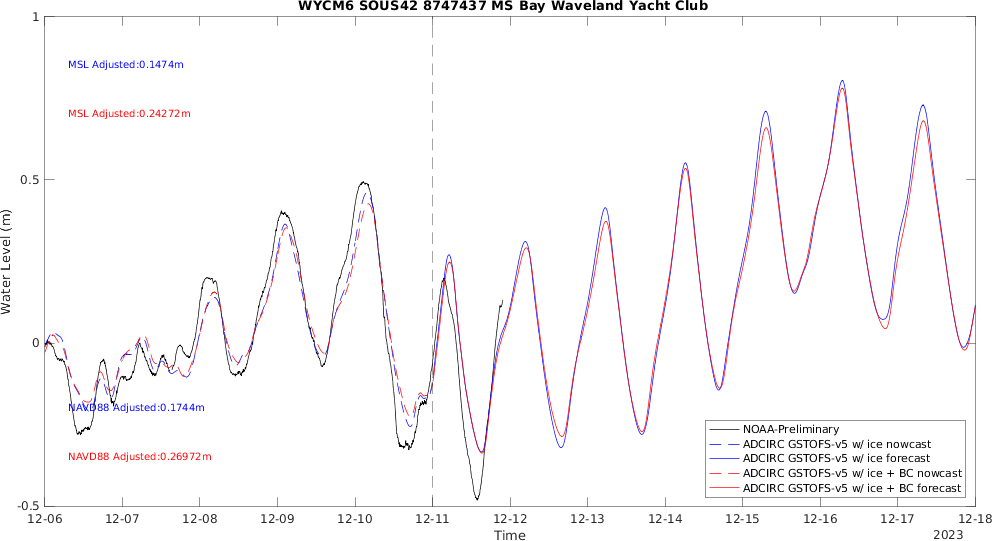 WYCM6 SOUS42 8747437 MS Bay Waveland Yacht Club
1
MSL Adjusted:0.1474m
MSL Adjusted:0.24272m
0.5
Water Level (m)
0
NAVD88 Adjusted:0.1744m
NAVD88 Adjusted:0.26972m
NOAA-Preliminary
ADCIRC GSTOFS-v5 w/ ice nowcast
ADCIRC GSTOFS-v5 w/ ice forecast
ADCIRC GSTOFS-v5 w/ ice + BC nowcast
ADCIRC GSTOFS-v5 w/ ice + BC forecast
-0.5
12-06 12-07 12-08 12-09 12-10 12-11 12-12 12-13 12-14 12-15 12-16 12-17 12-18
Time
2023